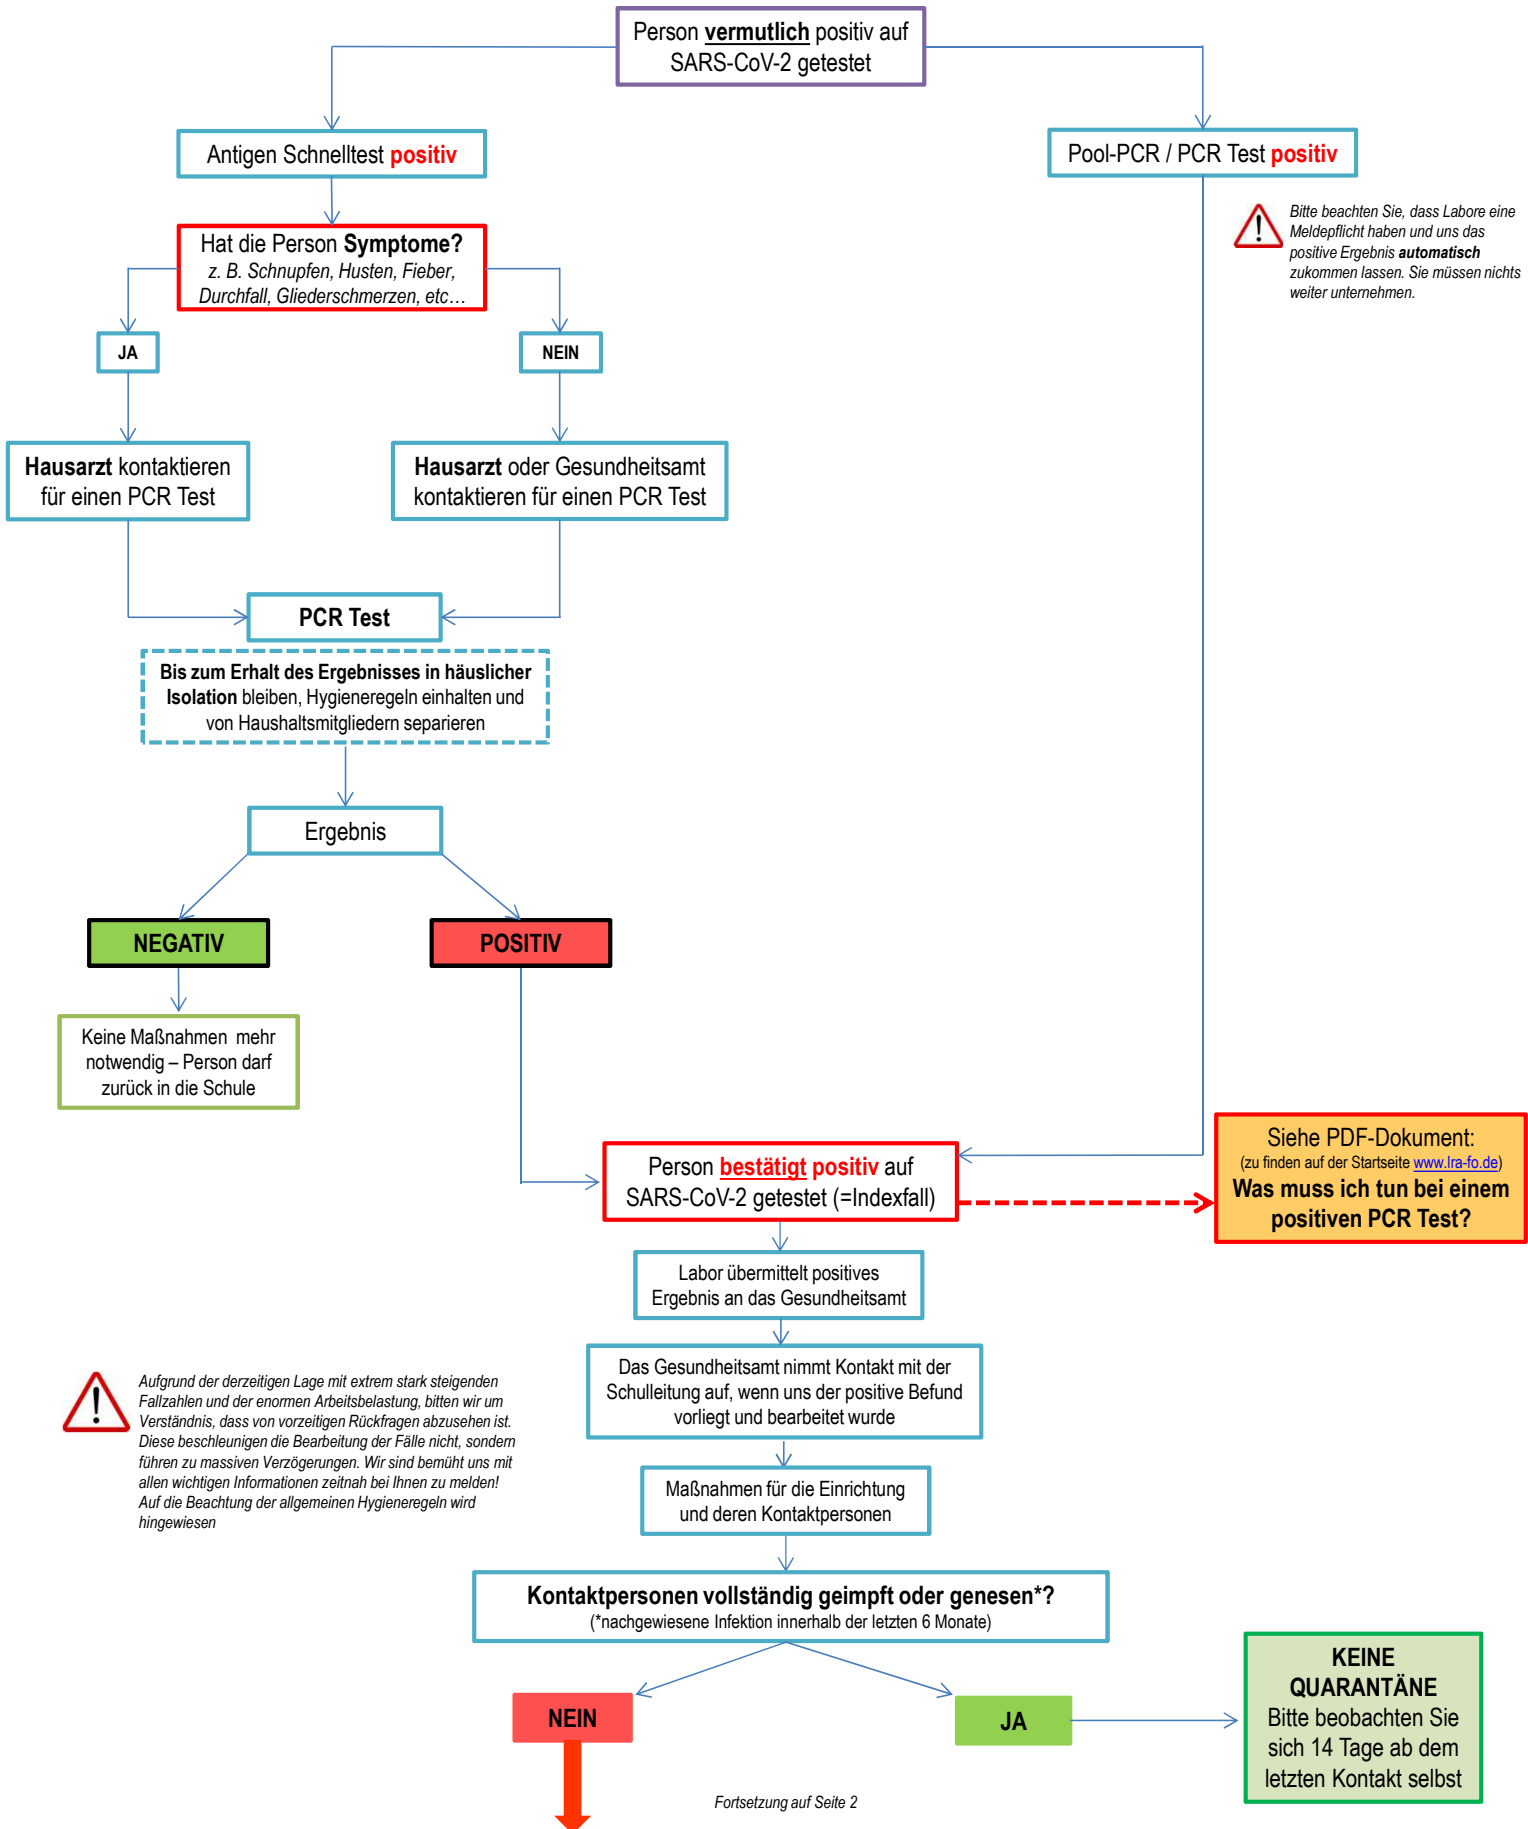 Person vermutlich positiv auf
SARS-CoV-2 getestet
Antigen Schnelltest positiv
Pool-PCR / PCR Test positiv
Bitte beachten Sie, dass Labore eine
Meldepflicht haben und uns das
positive Ergebnis automatisch
zukommen lassen. Sie müssen nichts
weiter unternehmen.
Hat die Person Symptome?
z. B. Schnupfen, Husten, Fieber,
Durchfall, Gliederschmerzen, etc…
JA
NEIN
Hausarzt kontaktieren
für einen PCR Test
Hausarzt oder Gesundheitsamt
kontaktieren für einen PCR Test
PCR Test
Bis zum Erhalt des Ergebnisses in häuslicher
Isolation bleiben, Hygieneregeln einhalten und
von Haushaltsmitgliedern separieren
Ergebnis
NEGATIV
POSITIV
Keine Maßnahmen mehr
notwendig – Person darf
zurück in die Schule
Person bestätigt positiv auf
SARS-CoV-2 getestet (=Indexfall)
Siehe PDF-Dokument:
(zu finden auf der Startseite www.lra-fo.de)
Was muss ich tun bei einem
positiven PCR Test?
Labor übermittelt positives
Ergebnis an das Gesundheitsamt
Das Gesundheitsamt nimmt Kontakt mit der
Schulleitung auf, wenn uns der positive Befund
vorliegt und bearbeitet wurde
Aufgrund der derzeitigen Lage mit extrem stark steigenden
Fallzahlen und der enormen Arbeitsbelastung, bitten wir um
Verständnis, dass von vorzeitigen Rückfragen abzusehen ist.
Diese beschleunigen die Bearbeitung der Fälle nicht, sondern
führen zu massiven Verzögerungen. Wir sind bemüht uns mit
allen wichtigen Informationen zeitnah bei Ihnen zu melden!
Auf die Beachtung der allgemeinen Hygieneregeln wird
hingewiesen
Maßnahmen für die Einrichtung
und deren Kontaktpersonen
Kontaktpersonen vollständig geimpft oder genesen*?
(*nachgewiesene Infektion innerhalb der letzten 6 Monate)
NEIN
JA
KEINE
QUARANTÄNE
Bitte beobachten Sie
sich 14 Tage ab dem
letzten Kontakt selbst
Fortsetzung auf Seite 2